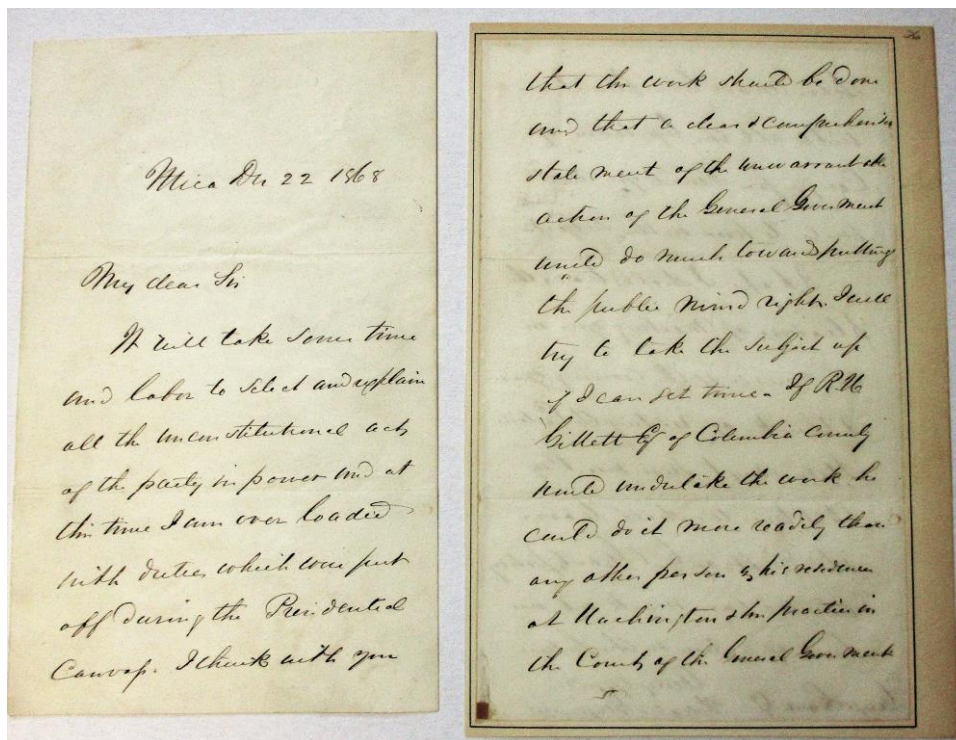 Utica Dec 22 1868
My dear Sir
It will take some time
and labor to select and explain
all the unconstitutional acts
of the party in power and at
this time I am over loaded
with duties which were put
off during the Presidential
Canvass. I think with you
that the work should be done
and that a clear & comprehensive
statement of the unwarrantable
action of the General Government
would do much towards putting
the public mind right. I will
try to take the subject up
if I can get time. If R. H
Gillett Esq of Columbia County
would undertake the work he
could do it more readily than
any other person by his residence
at Washington & his practice in
the Courts of the General Government